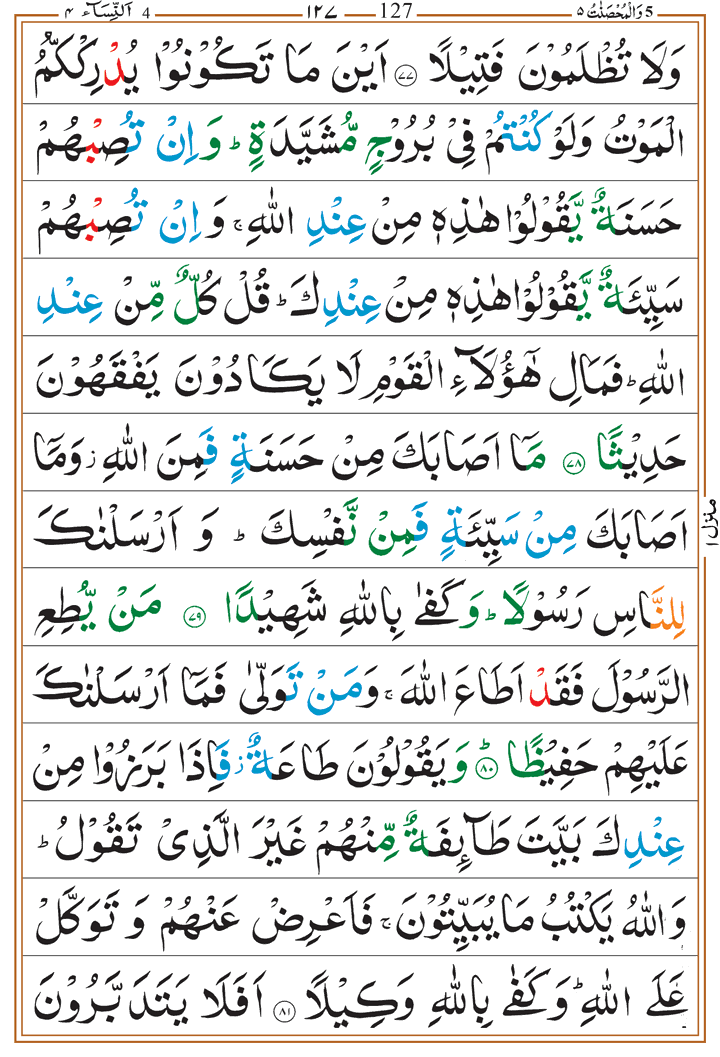 5 وَالْمُحْصَنٰتُ ٥ 127 ١٢٧ 4 اَلنِّسَآء ٤
وَلَا تُظْلَمُوْنَ فَتِيْلًا ۝٧٧ اَيْنَ مَا تَكُوْنُوْا يُدْرِكْكُّمُ
الْمَوْتُ وَلَوْ كُنْتُمْ فِيْ بُرُوْجٍ مُّشَيَّدَةٍ ؕ وَاِنْ تُصِبْهُمْ
حَسَنَةٌ يَّقُوْلُوْا هٰذِهٖ مِنْ عِنْدِ اللّٰهِ ۚ وَاِنْ تُصِبْهُمْ
سَيِّئَةٌ يَّقُوْلُوْا هٰذِهٖ مِنْ عِنْدِكَ ؕ قُلْ كُلٌّ مِّنْ عِنْدِ
اللّٰهِ ؕ فَمَالِ هٰٓؤُلَآءِ الْقَوْمِ لَا يَكَادُوْنَ يَفْقَهُوْنَ
حَدِيْثًا ۝٧٨ مَاۤ اَصَابَكَ مِنْ حَسَنَةٍ فَمِنَ اللّٰهِ ز وَمَاۤ
اَصَابَكَ مِنْ سَيِّئَةٍ فَمِنْ نَّفْسِكَ ؕ وَ اَرْسَلْنٰكَ
لِلنَّاسِ رَسُوْلًا ؕ وَكَفٰى بِاللّٰهِ شَهِيْدًا ۝٧٩ مَنْ يُّطِعِ
الرَّسُوْلَ فَقَدْ اَطَاعَ اللّٰهَ ۚ وَمَنْ تَوَلّٰى فَمَاۤ اَرْسَلْنٰكَ
عَلَيْهِمْ حَفِيْظًا ؕ۝٨٠ وَيَقُوْلُوْنَ طَاعَةٌ ز فَاِذَا بَرَزُوْا مِنْ
عِنْدِكَ بَيَّتَ طَآئِفَةٌ مِّنْهُمْ غَيْرَ الَّذِيْ تَقُوْلُ ؕ
وَاللّٰهُ يَكْتُبُ مَا يُبَيِّتُوْنَ ۚ فَاَعْرِضْ عَنْهُمْ وَ تَوَكَّلْ
عَلَى اللّٰهِ ؕ وَكَفٰى بِاللّٰهِ وَكِيْلًا ۝٨١ اَفَلَا يَتَدَبَّرُوْنَ
منزل ١